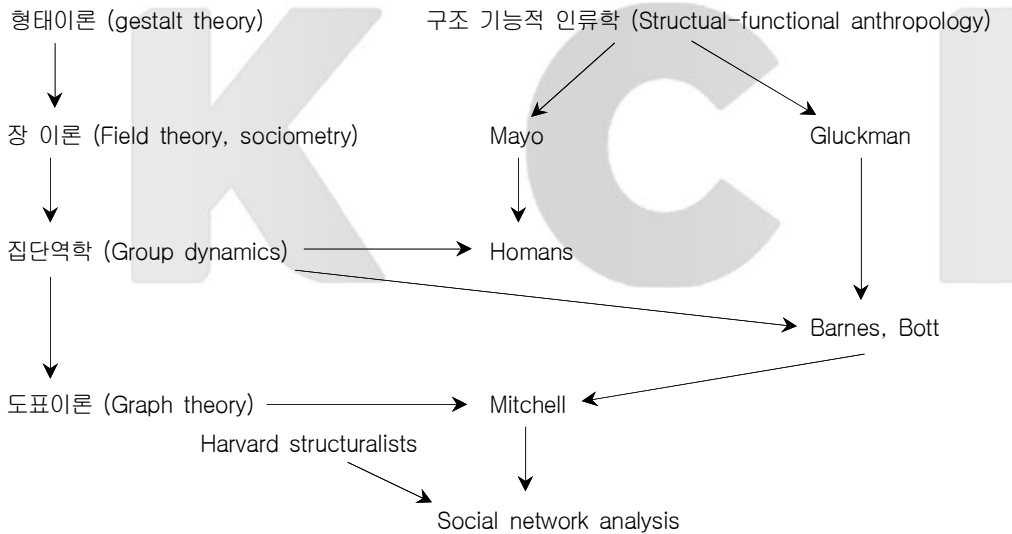 형태이론 (gestalt theory)
구조 기능적 인류학 (Structual-functional anthropology)
장 이론 (Field theory, sociometry)
Mayo
Gluckman
집단역학 (Group dynamics)
Homans
Barnes, Bott
도표이론 (Graph theory)
Mitchell
Harvard structuralists
Social network analysis
K C I